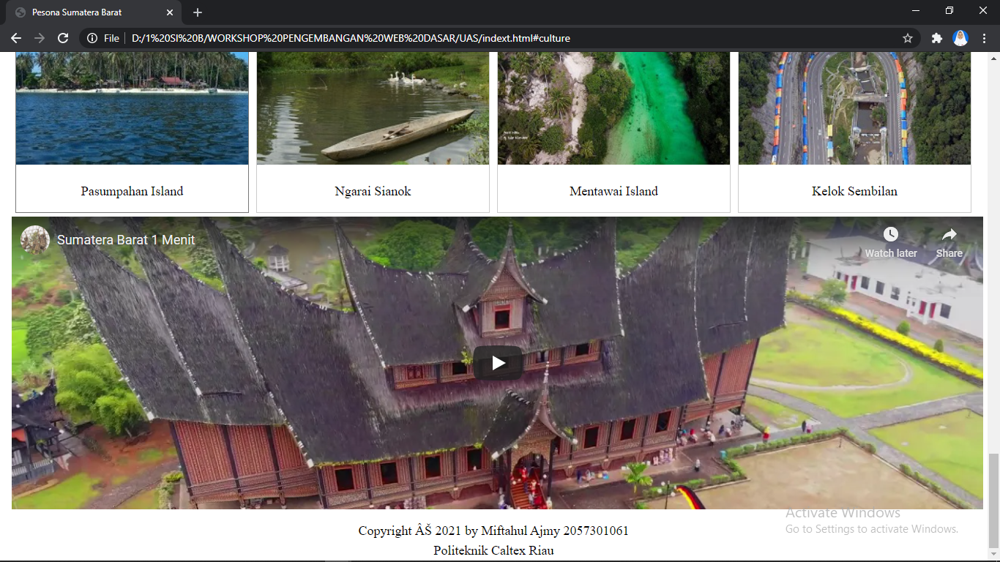 Pesona Sumatera Barat
File
D:/1%20SI%20B/WORKSHOP%20PENGEMBANGAN%20WEB%20DASAR/UAS/indext.html#culture
Pasumpahan Island
Ngarai Sianok
Mentawai Island
Kelok Sembilan
Sumatera Barat 1 Menit
Watch later
Share
Activate Windows
Go to Settings to activate Windows.
Copyright ÂŠ 2021 by Miftahul Ajmy 2057301061
Politeknik Caltex Riau